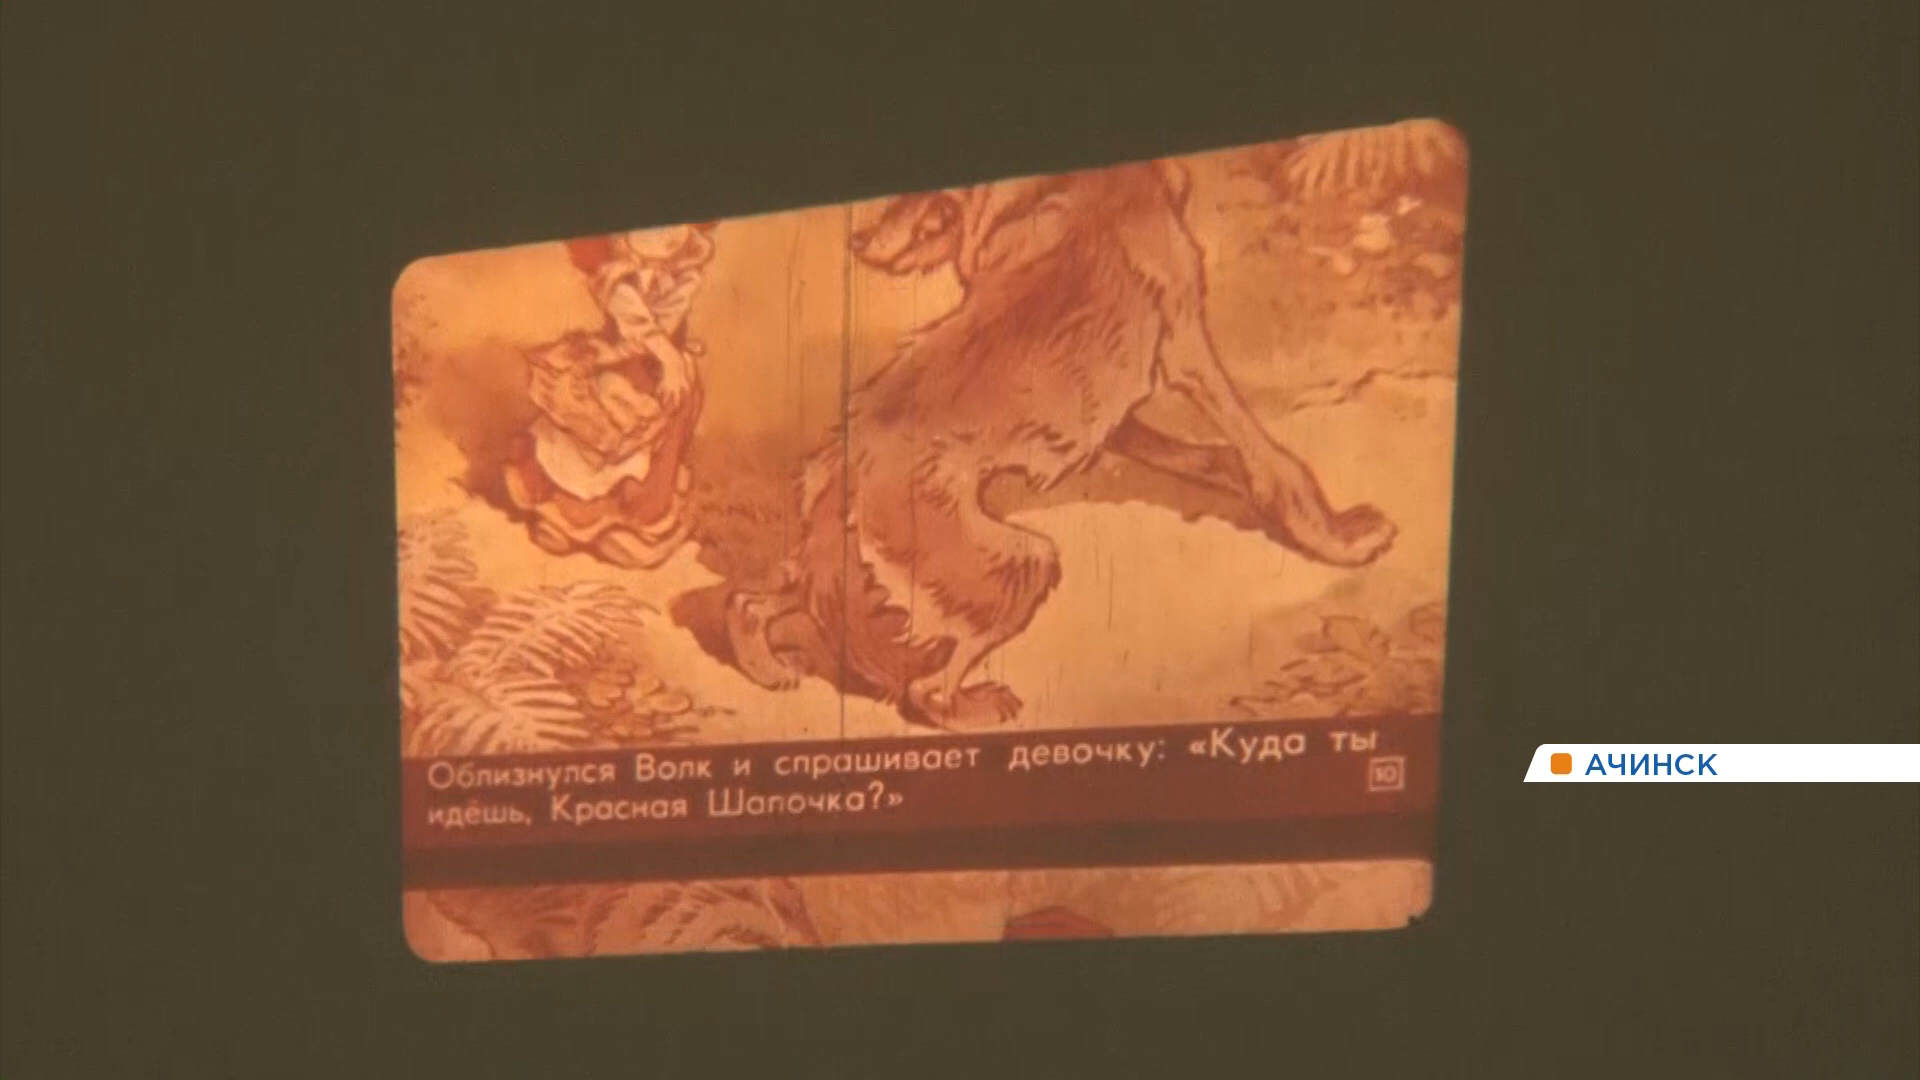 Облизнулся Волк и спрашивает девочку: «Куда ты
идёшь, Красная Шапочка?»
10
АЧИНСК